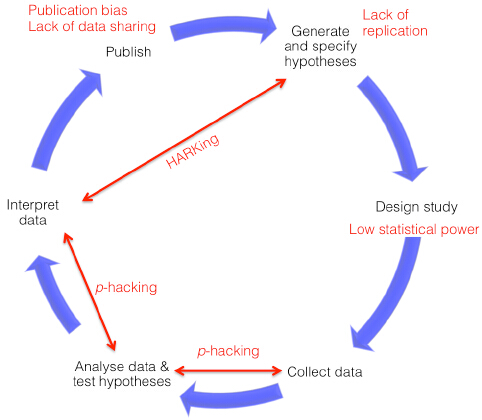 Publication bias
Lack of data sharing
Publish
Generate
and specify
hypotheses
Lack of
replication
HARKing
Interpret
data
Design study
Low statistical power
p-hacking
p-hacking
Analyse data &
test hypotheses
Collect data